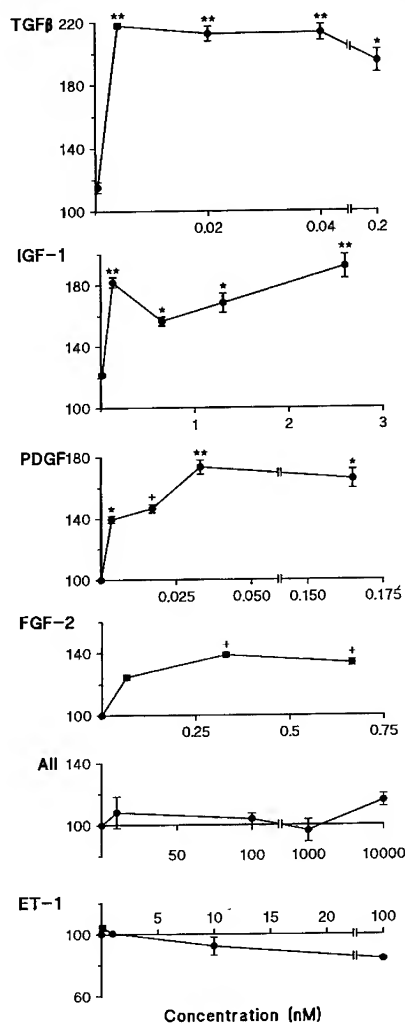 TGFβ
220
180
140
100
** ** ** *
0.02 0.04 0.2
IGF-1
180
140
100
** * * **
1 2 3
PDGF 180
140
100
* + ** *
0.025 0.050 0.150 0.175
FGF-2
140
100
+ +
0.25 0.5 0.75
AII 140
100
50 100 1000 10000
ET-1
5 10 15 20 100
100
60
Concentration (nM)